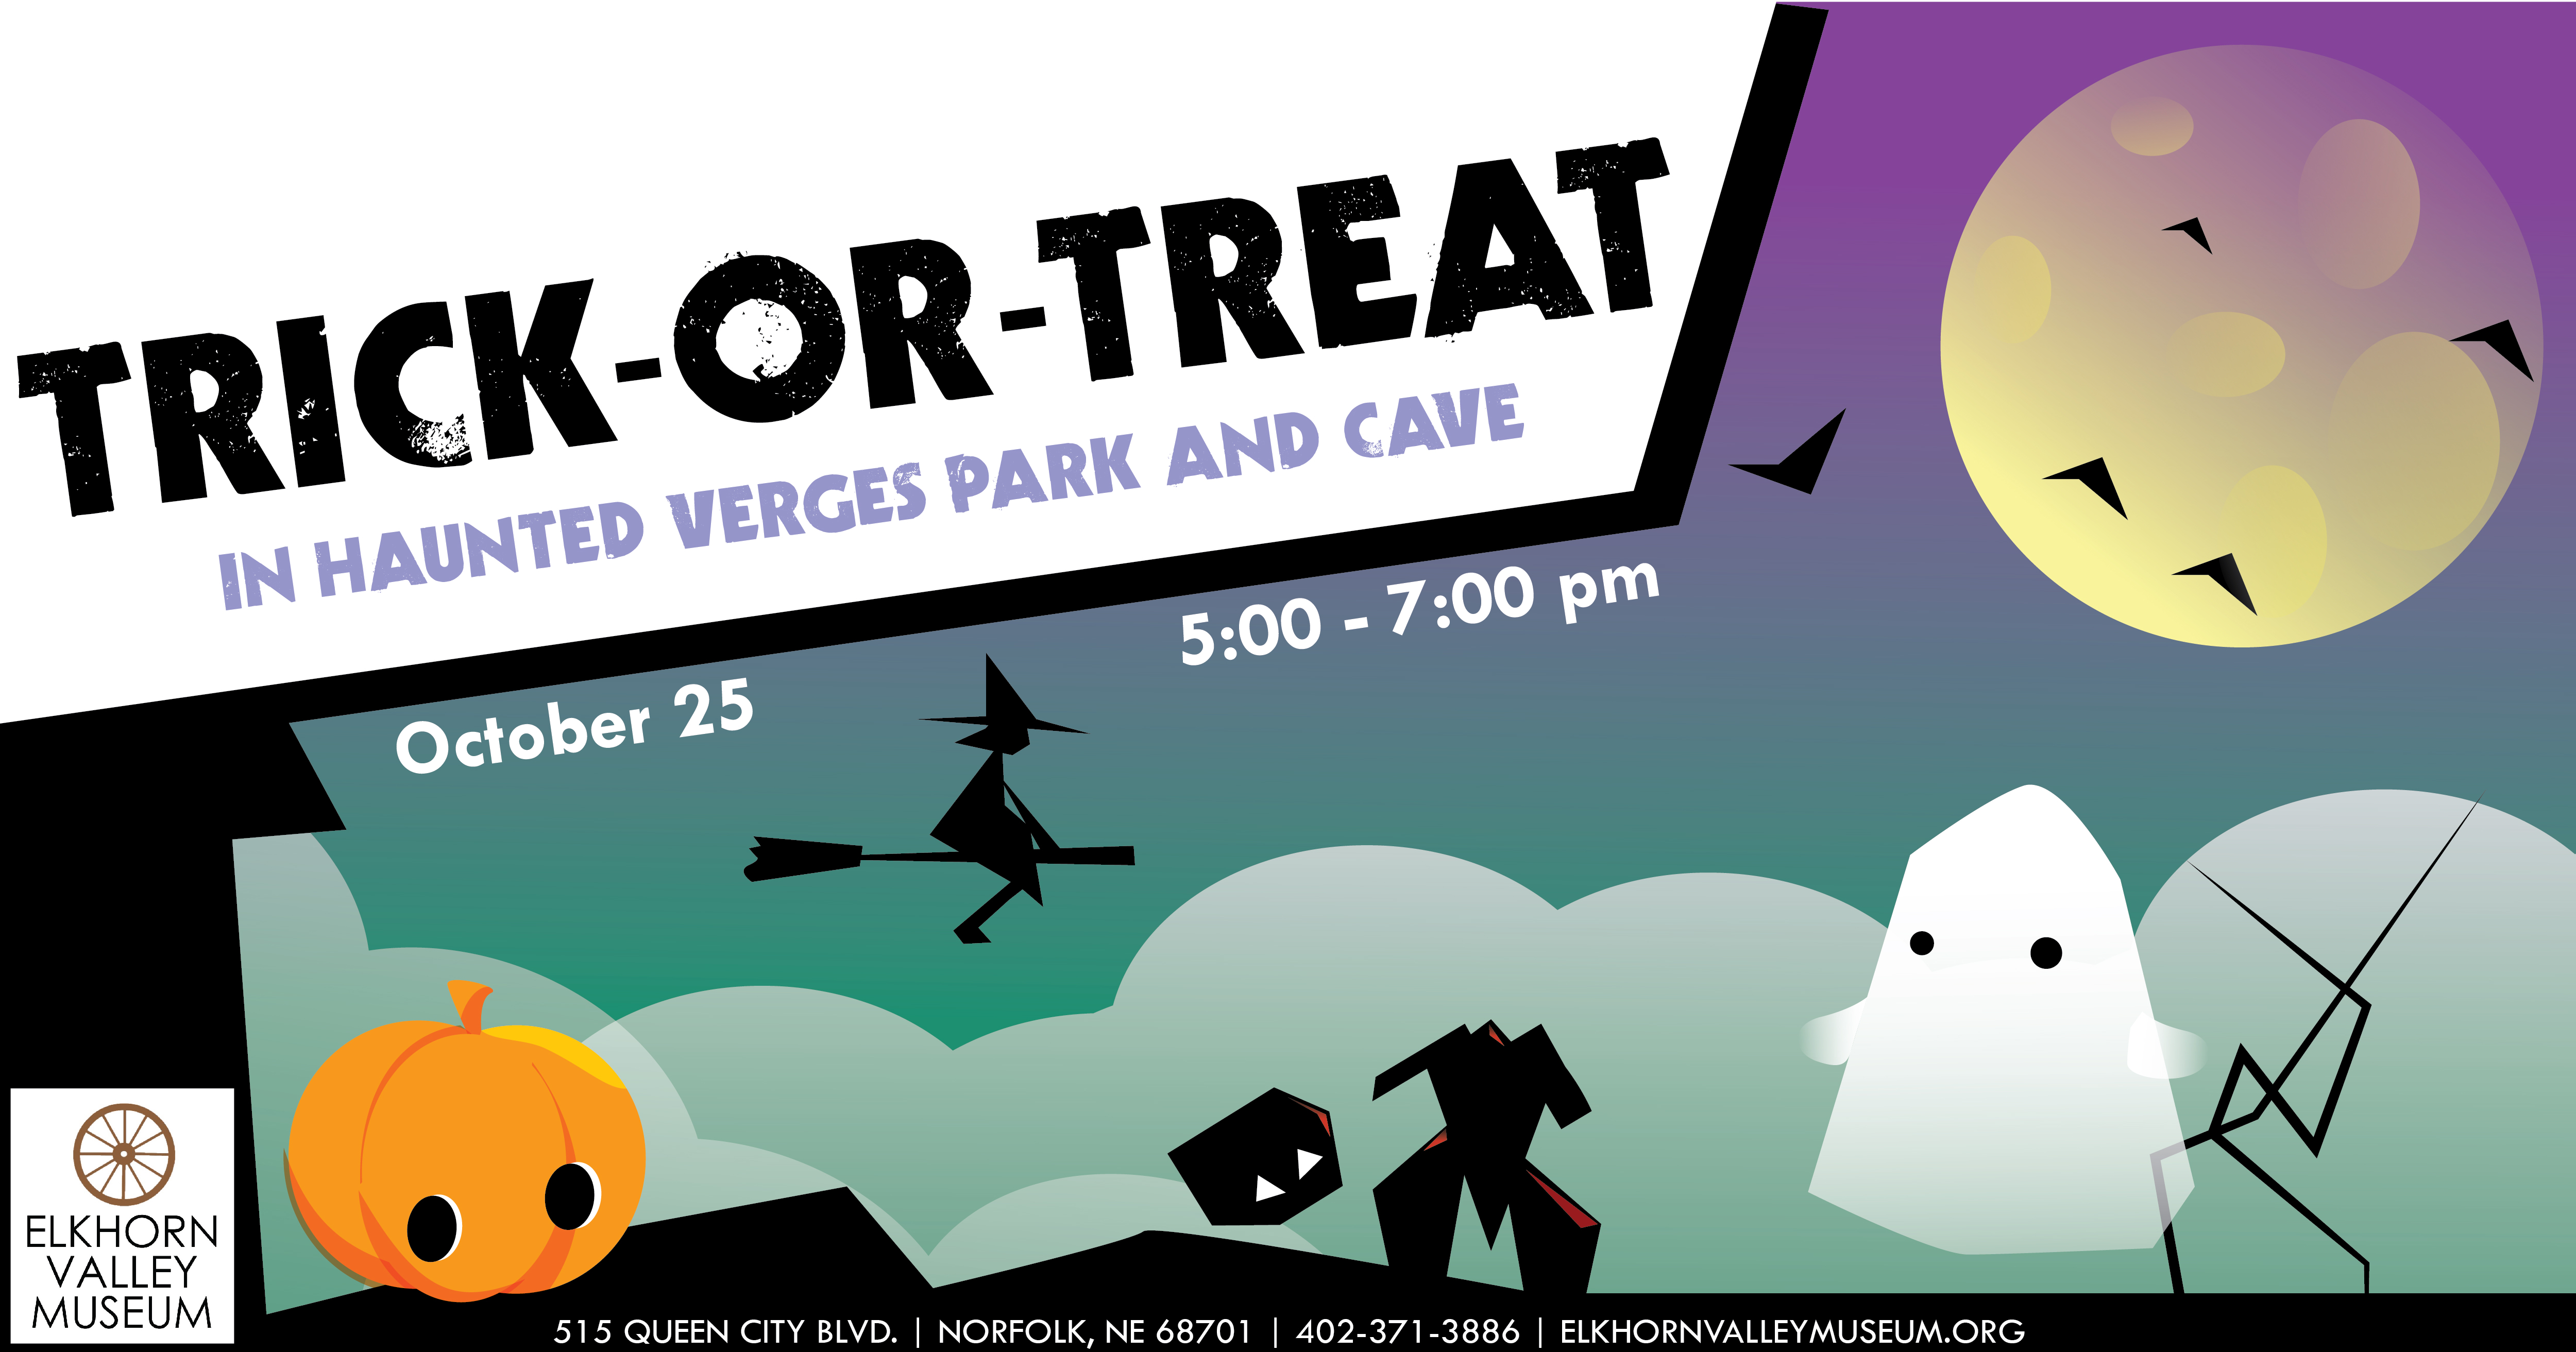 TRICK-OR-TREAT
IN HAUNTED VERGES PARK AND CAVE
October 25
5:00 - 7:00 pm
ELKHORN
VALLEY
MUSEUM
515 QUEEN CITY BLVD. | NORFOLK, NE 68701 | 402-371-3886 | ELKHORNVALLEYMUSEUM.ORG